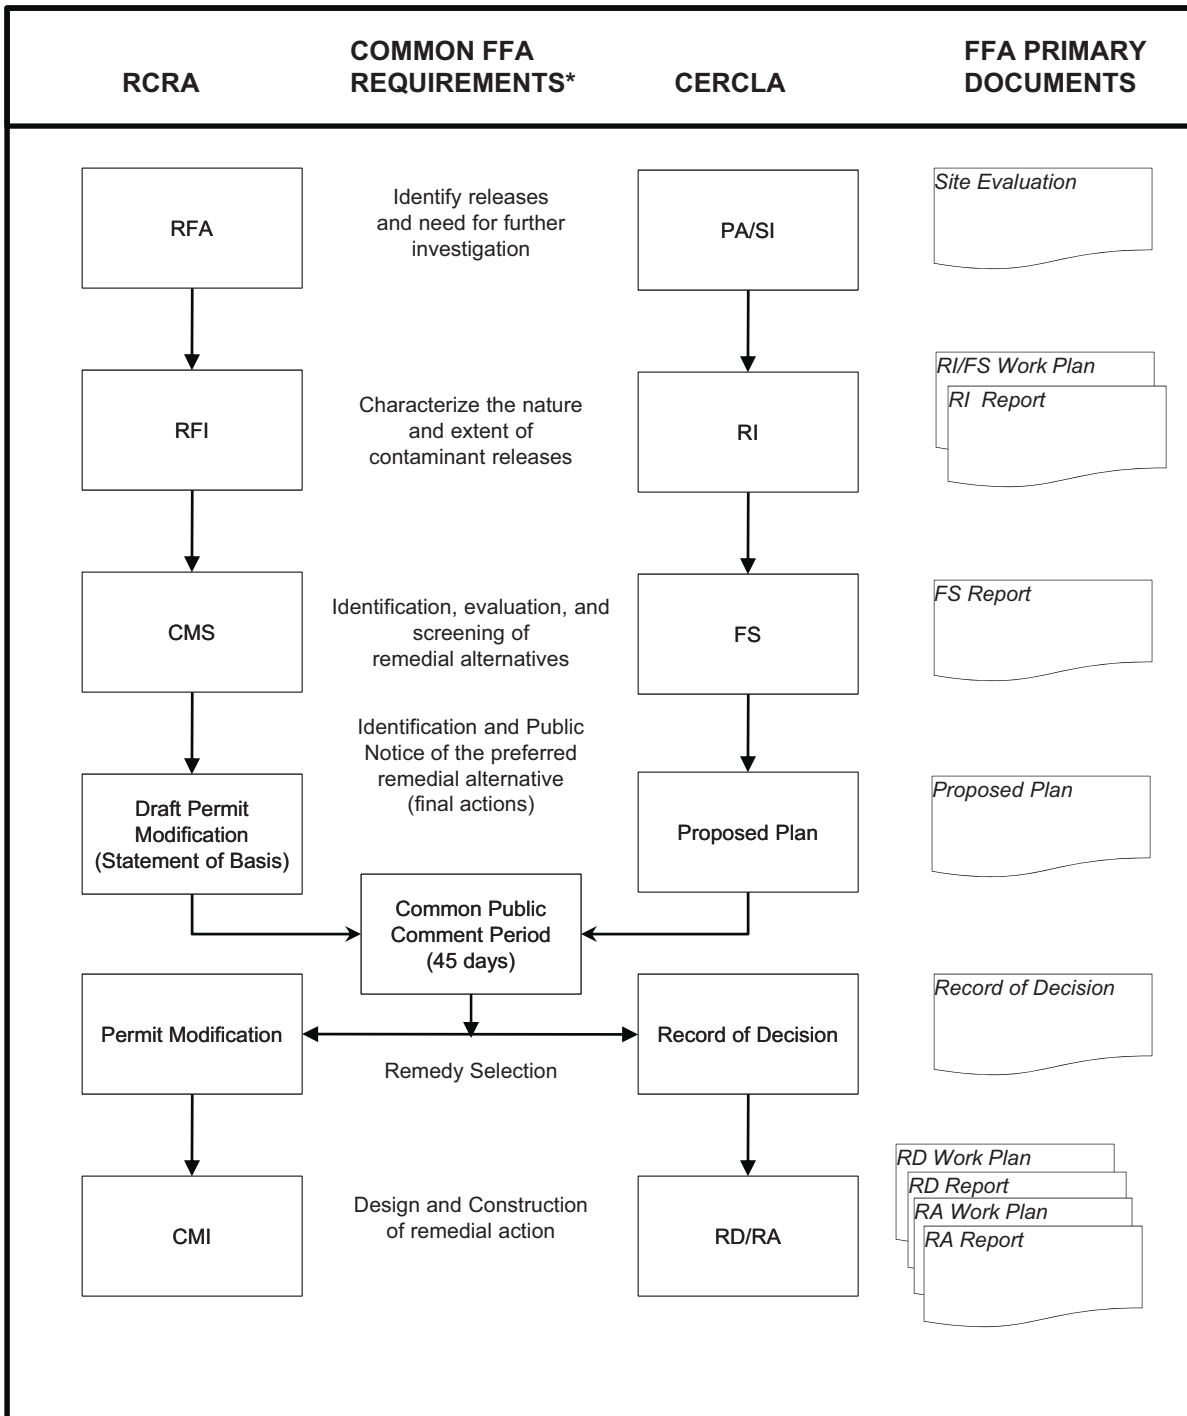 RCRA
COMMON FFA
REQUIREMENTS*
CERCLA
FFA PRIMARY
DOCUMENTS
RFA
Identify releases
and need for further
investigation
PA/SI
Site Evaluation
RFI
Characterize the nature
and extent of
contaminant releases
RI
RI/FS Work Plan
RI Report
CMS
Identification, evaluation, and
screening of
remedial alternatives
FS
FS Report
Identification and Public
Notice of the preferred
remedial alternative
(final actions)
Draft Permit
Modification
(Statement of Basis)
Proposed Plan
Proposed Plan
Common Public
Comment Period
(45 days)
Permit Modification
Remedy Selection
Record of Decision
Record of Decision
CMI
Design and Construction
of remedial action
RD/RA
RD Work Plan
RD Report
RA Work Plan
RA Report